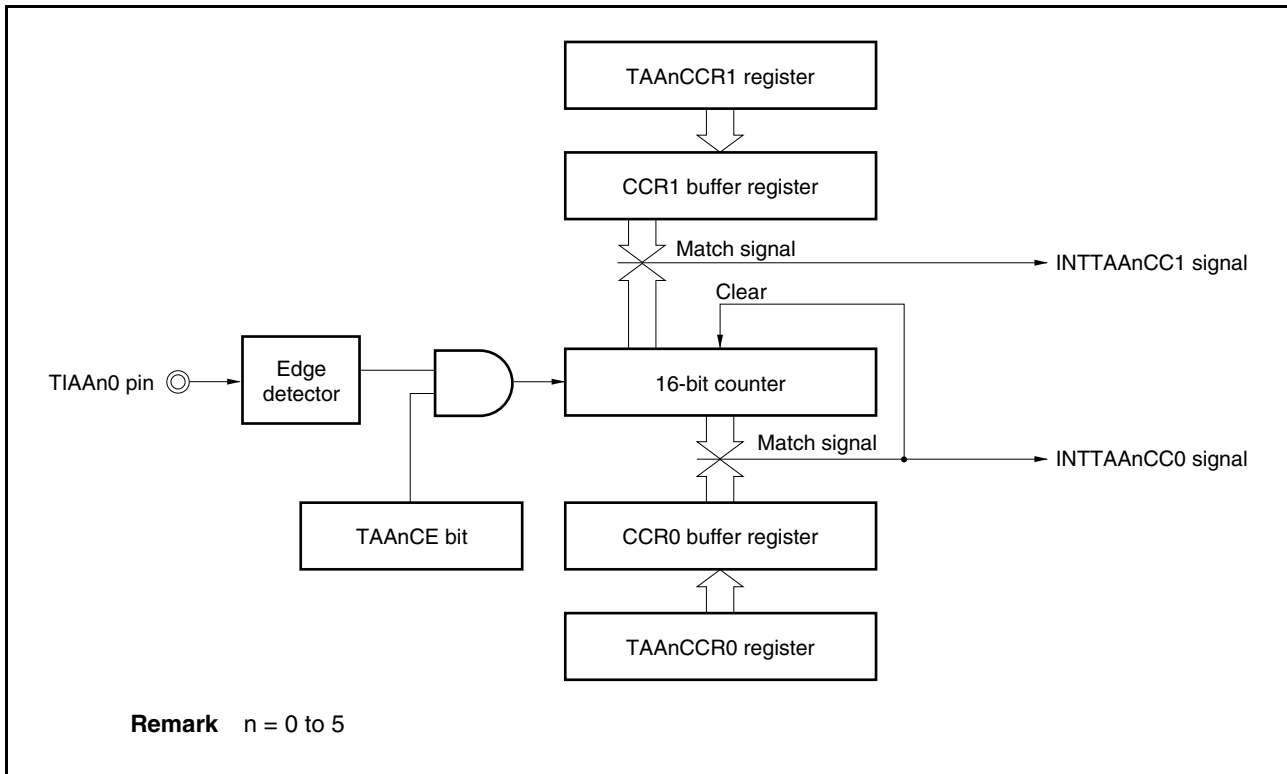 TAAnCCR1 register
CCR1 buffer register
Match signal
INTTAAnCC1 signal
Clear
TIAAn0 pin
Edge
detector
16-bit counter
Match signal
INTTAAnCC0 signal
TAAnCE bit
CCR0 buffer register
TAAnCCR0 register
Remark n = 0 to 5